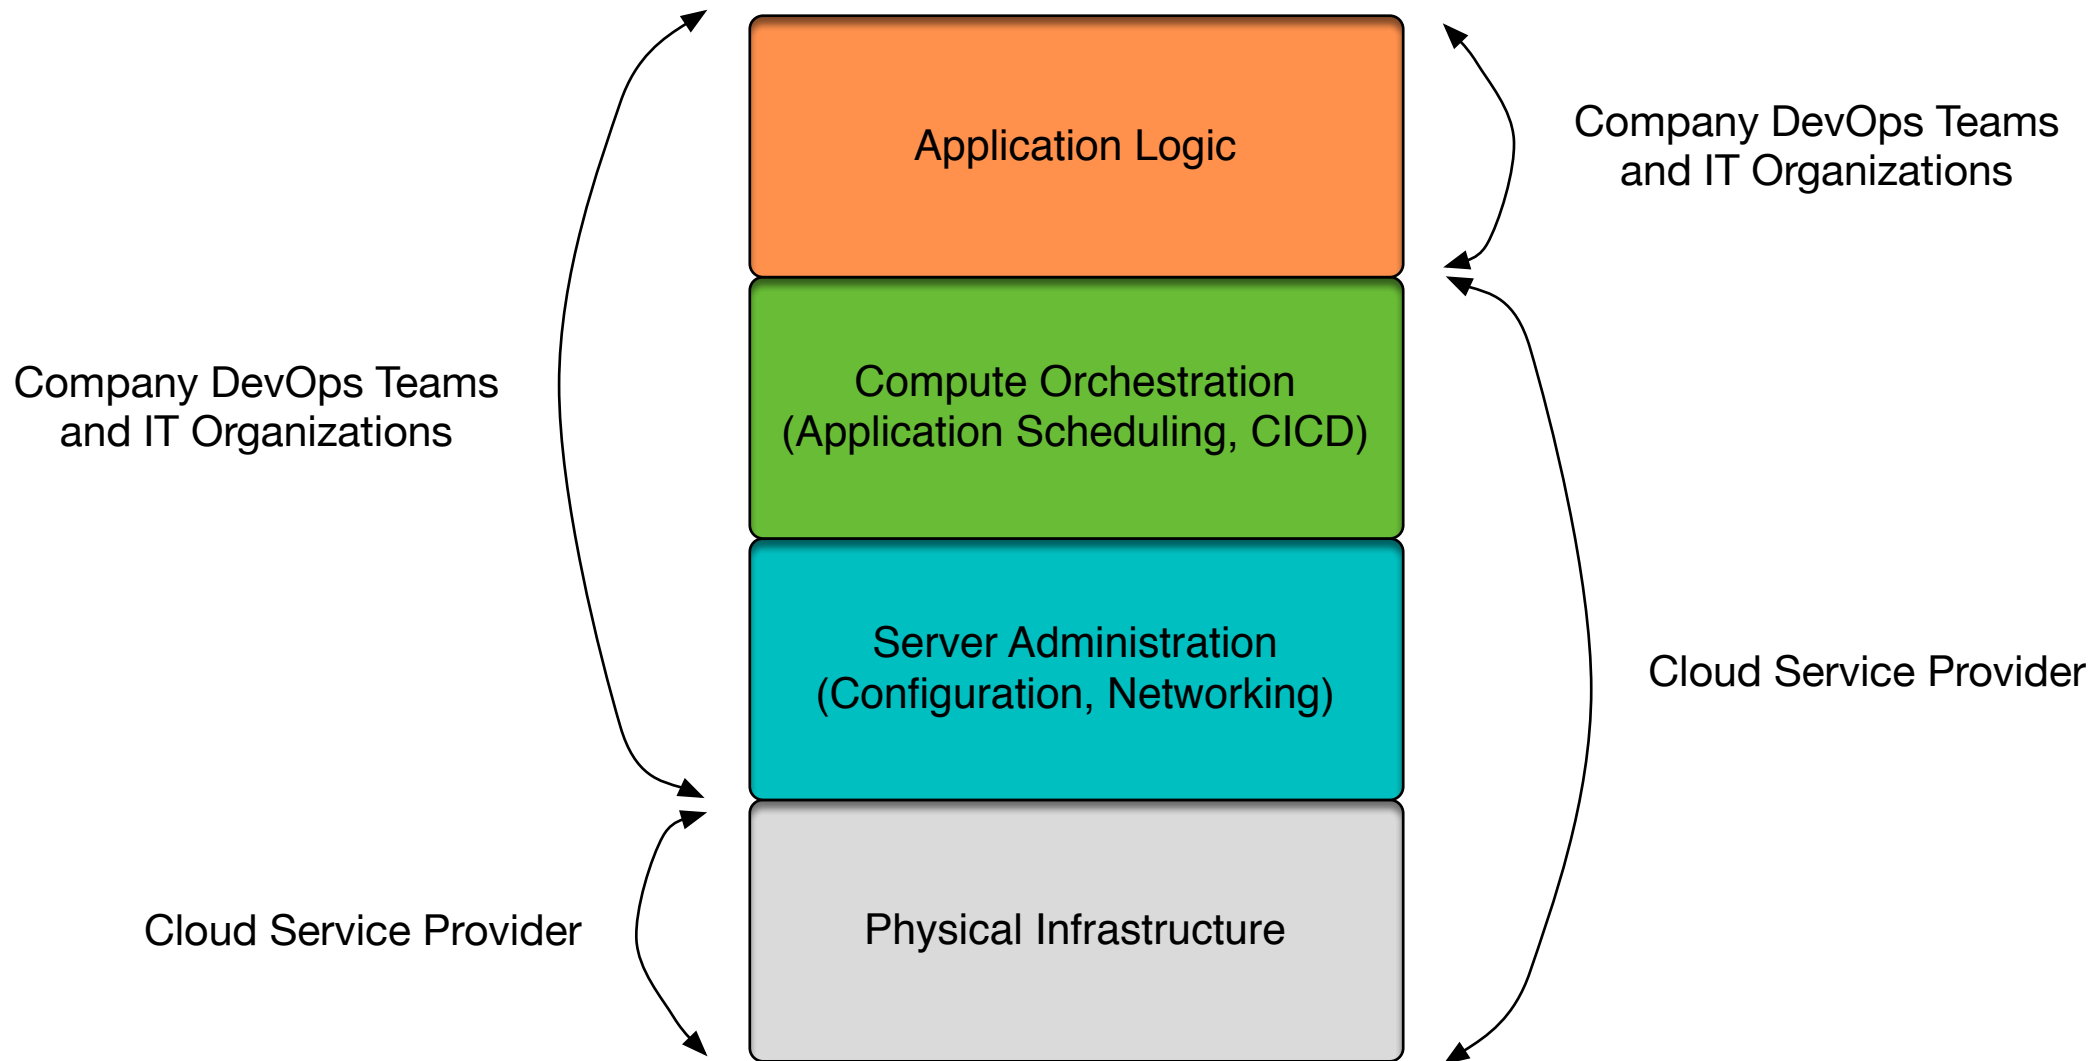 Application Logic
Company DevOps Teams
and IT Organizations
Company DevOps Teams
and IT Organizations
Compute Orchestration
(Application Scheduling, CICD)
Server Administration
(Configuration, Networking)
Cloud Service Provider
Cloud Service Provider
Physical Infrastructure